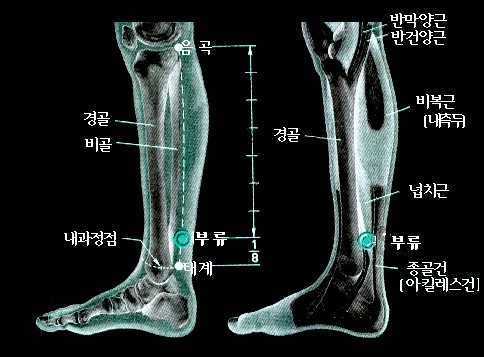 음곡
경골
비골
내과정점
부류
1
8
태계
반막양근
반건양근
비복근
(내측두)
경골
넙치근
부류
종골건
(아킬레스건)